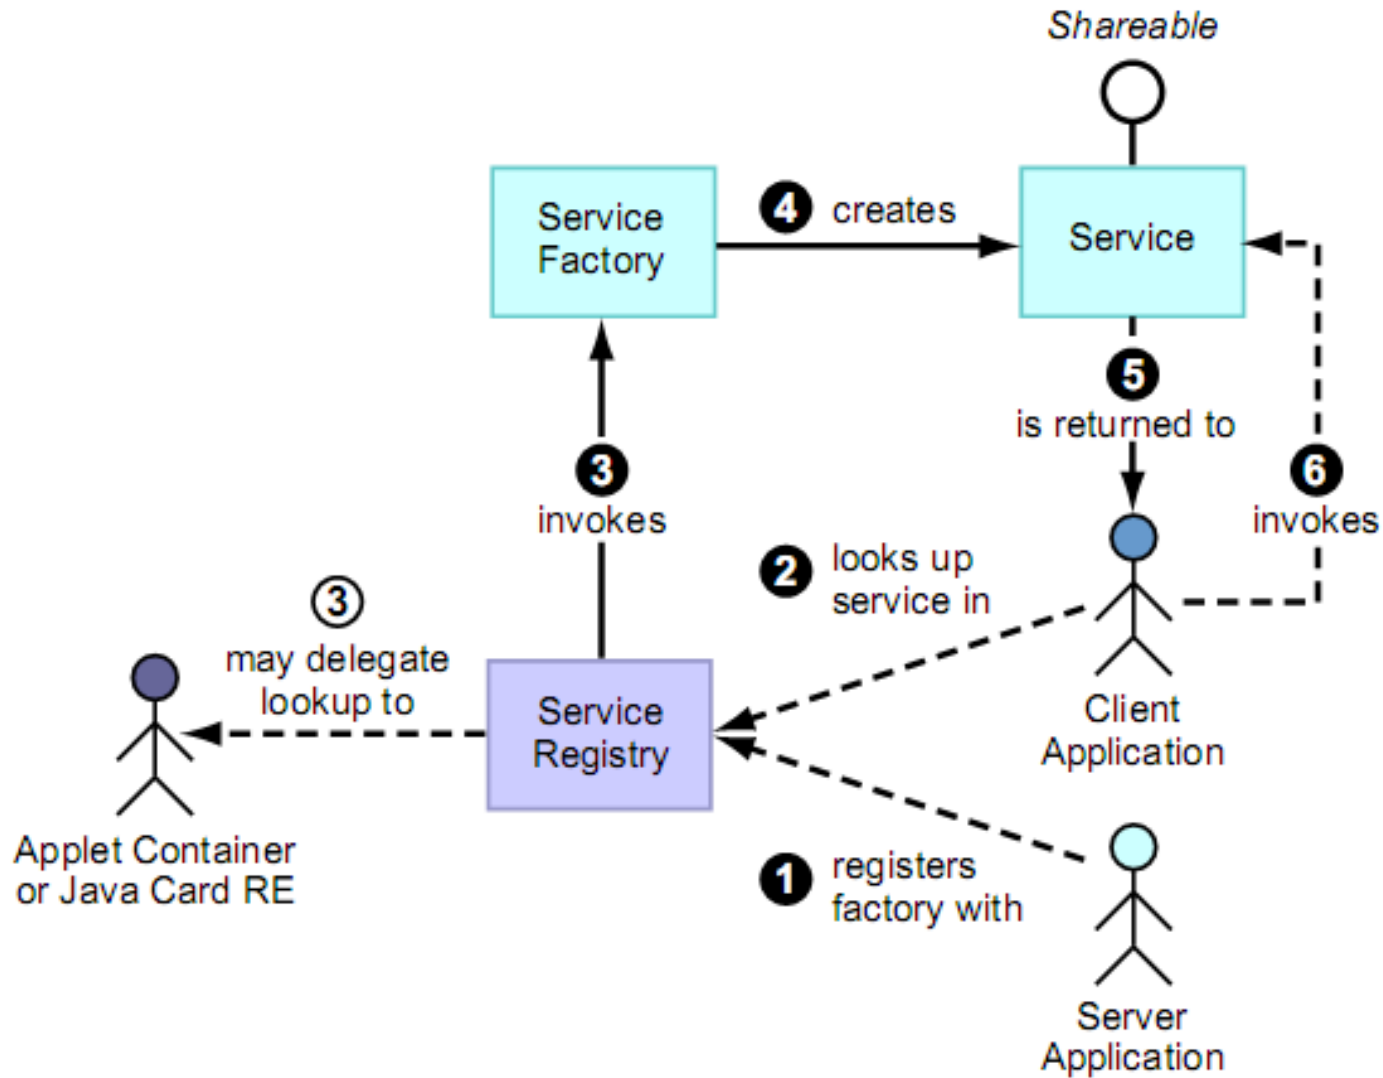 Shareable
Service
Factory
4 creates
Service
5
is returned to
3
invokes
6
invokes
2 looks up
service in
3
may delegate
lookup to
Service
Registry
Client
Application
Applet Container
or Java Card RE
1 registers
factory with
Server
Application